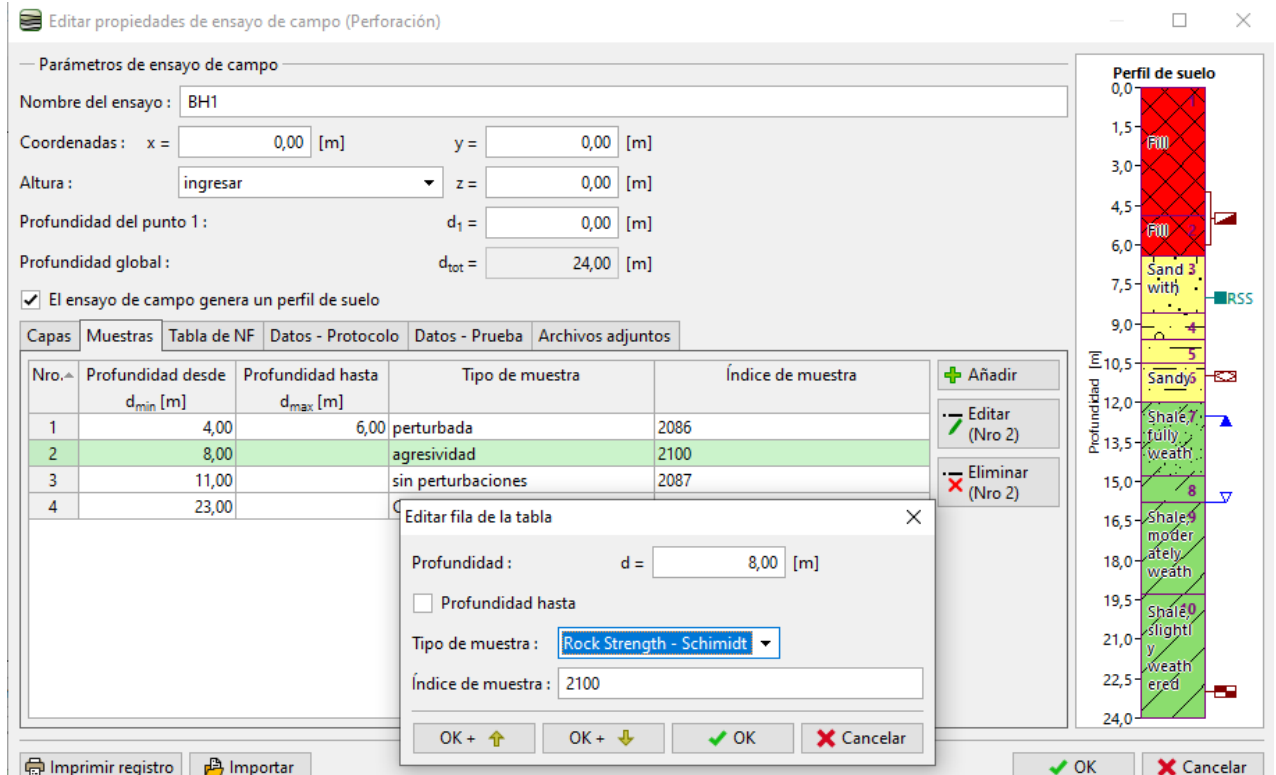 Editar propiedades de ensayo de campo (Perforación)
Parámetros de ensayo de campo
Nombre del ensayo : BH1
Coordenadas : x = 0,00 [m] y = 0,00 [m]
Altura : ingresar z = 0,00 [m]
Profundidad del punto 1 : d1 = 0,00 [m]
Profundidad global : dtot = 24,00 [m]
El ensayo de campo genera un perfil de suelo
Capas Muestras Tabla de NF Datos - Protocolo Datos - Prueba Archivos adjuntos
Nro. Profundidad desde Profundidad hasta Tipo de muestra Índice de muestra
dmin [m] dmax [m]
1 4,00 6,00 perturbada 2086
2 8,00 agresividad 2100
3 11,00 sin perturbaciones 2087
4 23,00
Añadir
Editar
(Nro 2)
Eliminar
(Nro 2)
Editar fila de la tabla
Profundidad : d = 8,00 [m]
Profundidad hasta
Tipo de muestra : Rock Strength - Schimidt
Índice de muestra : 2100
OK + OK + OK Cancelar
Imprimir registro Importar OK Cancelar
Perfil de suelo
Profundidad [m]
0,0
1,5
3,0
4,5
6,0
7,5
9,0
10,5
12,0
13,5
15,0
16,5
18,0
19,5
21,0
22,5
24,0
1
Fill
Fill 2
Sand 3
with
RSS
4
5
Sandy 6
Shale, 7
fully
weath
8
Shale, 9
moder
ately
weath
Shale, 10
slightl
y
weath
ered